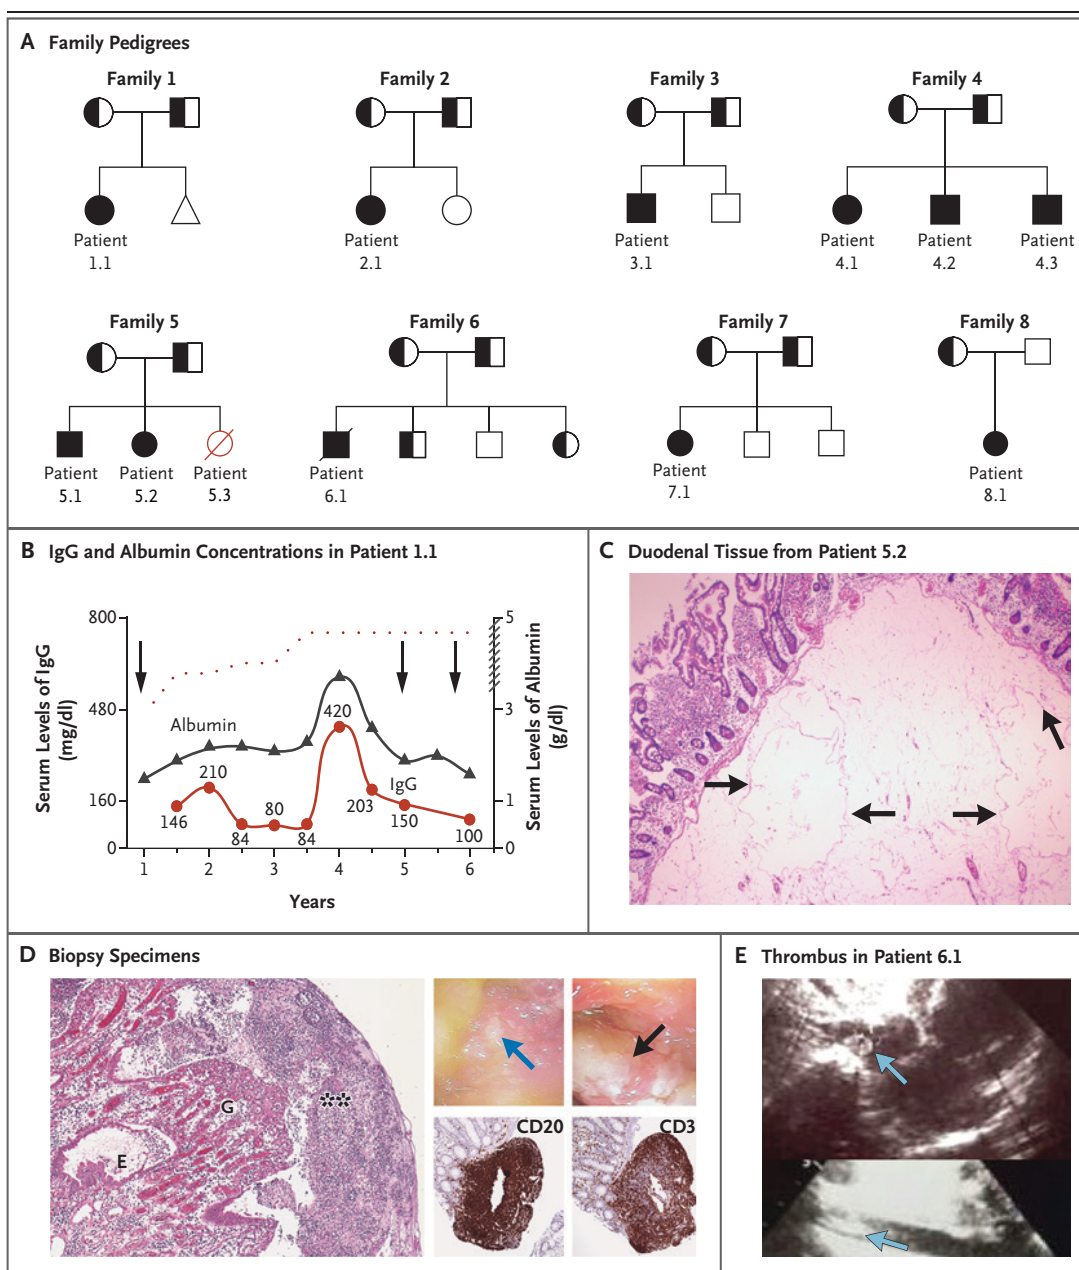 A Family Pedigrees
Family 1
Family 2
Family 3
Family 4
Patient
1.1
Patient
2.1
Patient
3.1
Patient
4.1
Patient
4.2
Patient
4.3
Family 5
Family 6
Family 7
Family 8
Patient
5.1
Patient
5.2
Patient
5.3
Patient
6.1
Patient
7.1
Patient
8.1
B IgG and Albumin Concentrations in Patient 1.1
Serum Levels of IgG
(mg/dl)
800
480
160
0
Albumin
IgG
146
210
84
80
84
420
203
150
100
5
3
1
0
Serum Levels of Albumin
(g/dl)
1 2 3 4 5 6
Years
C Duodenal Tissue from Patient 5.2
D Biopsy Specimens
G
**
E
CD20
CD3
E Thrombus in Patient 6.1